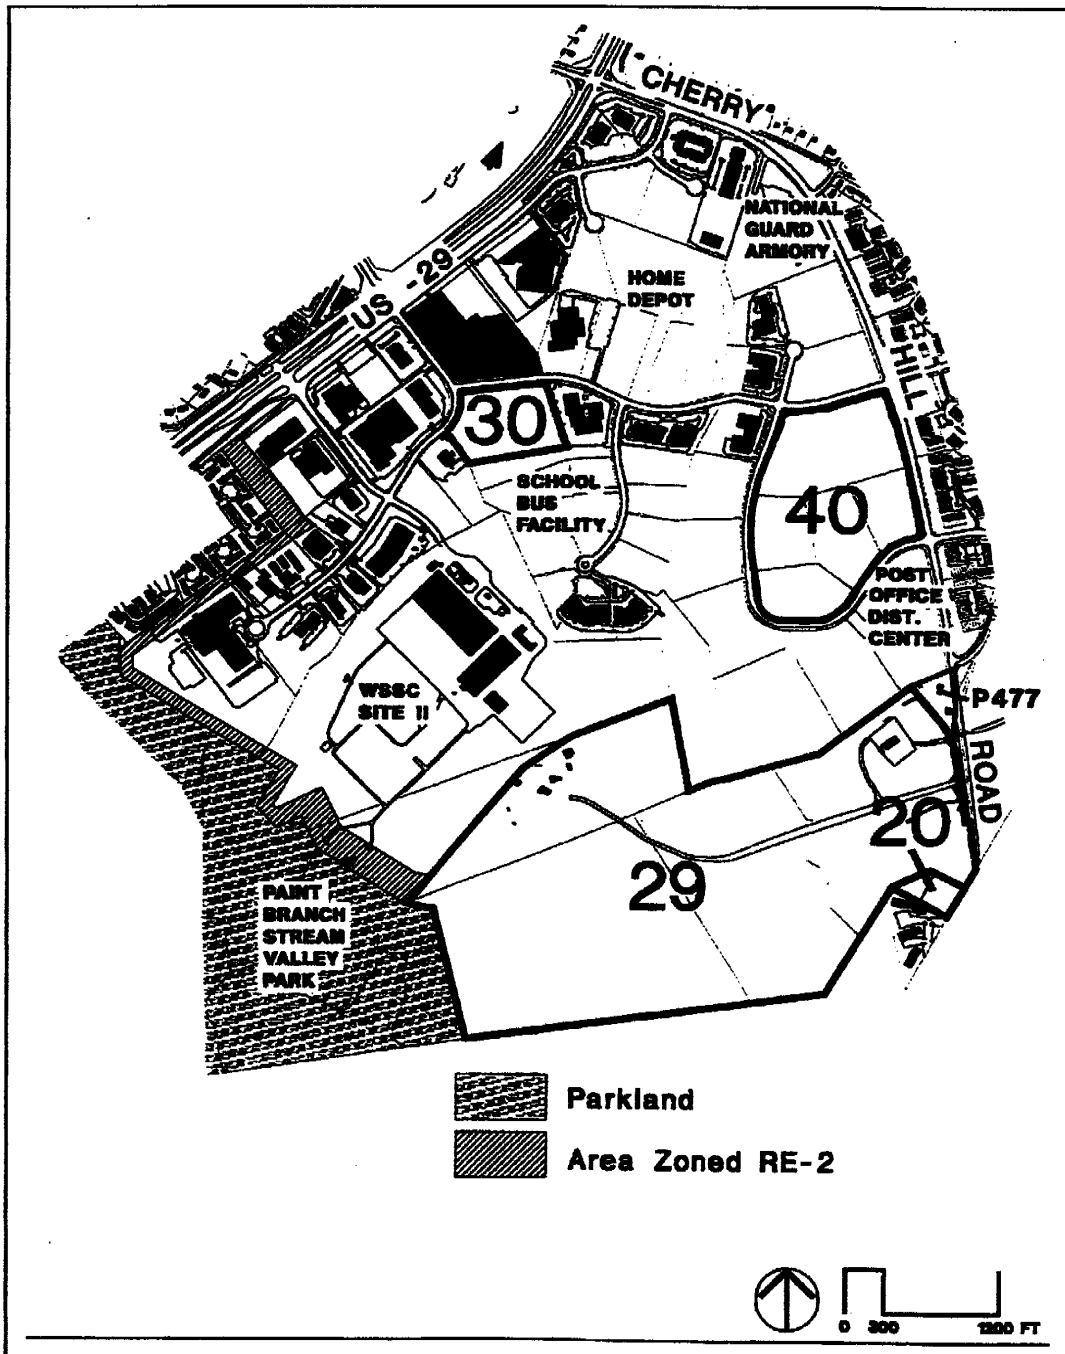 CHERRY
NATIONAL
GUARD
ARMORY
US -29
HOME
DEPOT
HILL
30
SCHOOL
BUS
FACILITY
40
POST
OFFICE
DIST.
CENTER
WSSC
SITE II
P477
ROAD
20
29
PAINT
BRANCH
STREAM
VALLEY
PARK
Parkland
Area Zoned RE-2
0 300 1200 FT